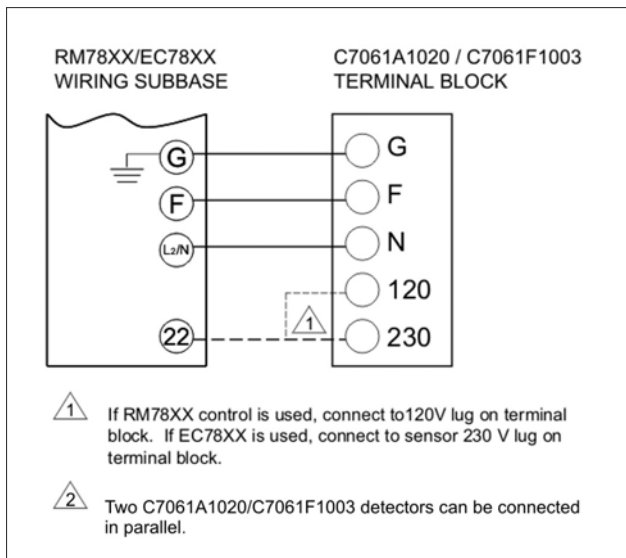 RM78XX/EC78XX
WIRING SUBBASE
C7061A1020 / C7061F1003
TERMINAL BLOCK
G
G
F
F
L2/N
N
120
1
22
230
1
If RM78XX control is used, connect to120V lug on terminal
block. If EC78XX is used, connect to sensor 230 V lug on
terminal block.
2
Two C7061A1020/C7061F1003 detectors can be connected
in parallel.